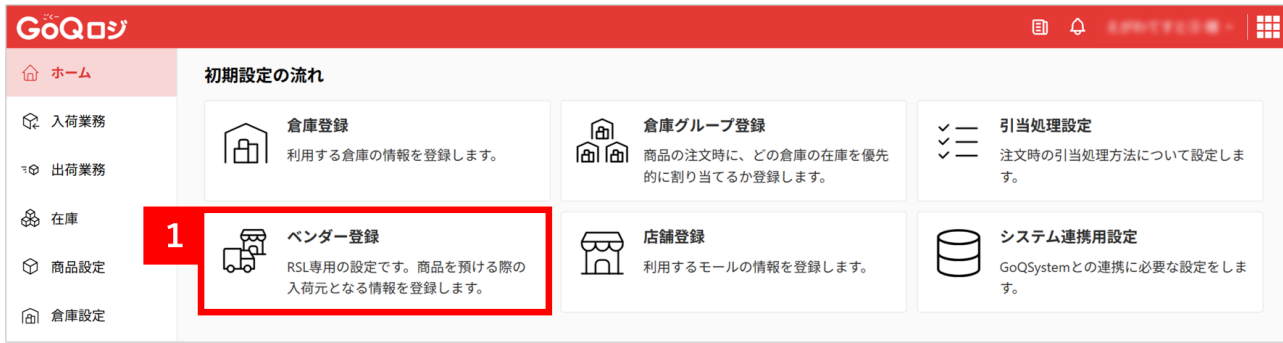 ごくー
GoQロジ
ホーム
入荷業務
出荷業務
在庫
商品設定
倉庫設定
初期設定の流れ
倉庫登録
利用する倉庫の情報を登録します。
倉庫グループ登録
商品の注文時に、どの倉庫の在庫を優先
的に割り当てるか登録します。
引当処理設定
注文時の引当処理方法について設定しま
す。
1
ベンダー登録
RSL専用の設定です。商品を預ける際の
入荷元となる情報を登録します。
店舗登録
利用するモールの情報を登録します。
システム連携用設定
GoQSystemとの連携に必要な設定をしま
す。